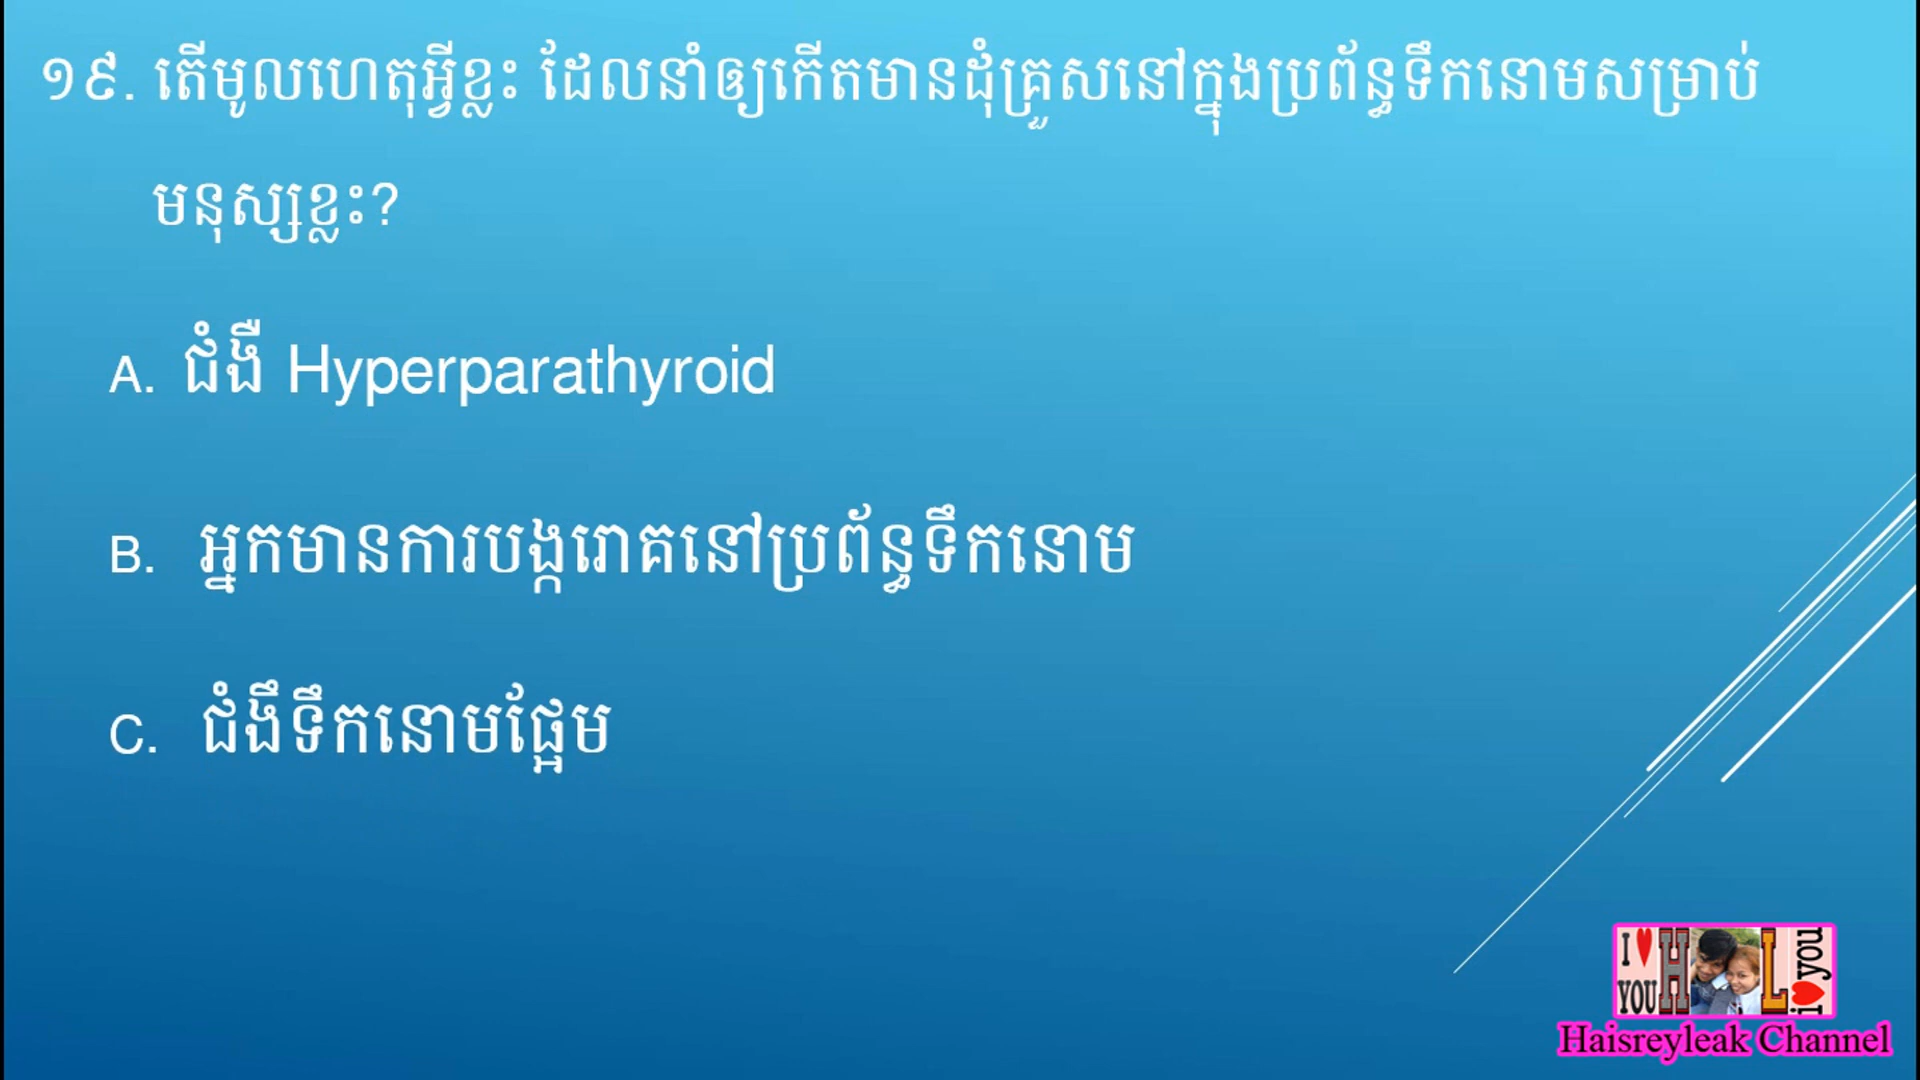 ១៩. តើមូលហេតុអ្វីខ្លះ ដែលនាំឲ្យកើតមានដុំគ្រួសនៅក្នុងប្រព័ន្ធទឹកនោមសម្រាប់
មនុស្សខ្លះ?
A. ជំងឺ Hyperparathyroid
B. អ្នកមានការបង្ករោគនៅប្រព័ន្ធទឹកនោម
C. ជំងឺទឹកនោមផ្អែម
I ♥ YOU H L i ♥ you
Haisreyleak Channel